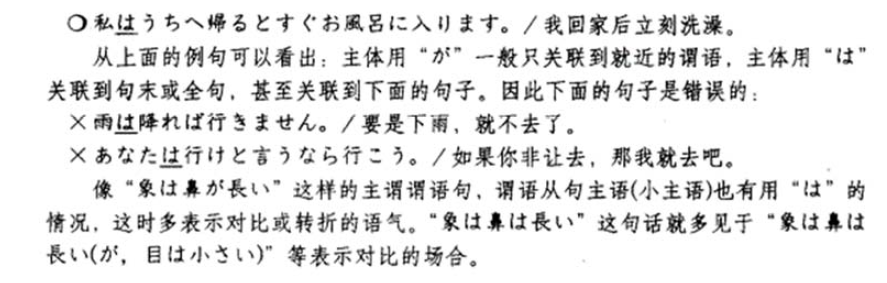 ○私はうちへ帰るとすぐお風呂に入ります。/我回家后立刻洗澡。
从上面的例句可以看出：主体用“が”一般只关联到就近的谓语，主体用“は”
关联到句末或全句，甚至关联到下面的句子。因此下面的句子是错误的：
×雨は降れば行きません。/要是下雨，就不去了。
×あなたは行けと言うなら行こう。/如果你非让去，那我就去吧。
像“象は鼻が長い”这样的主谓谓语句，谓语从句主语(小主语)也有用“は”的
情况，这时多表示对比或转折的语气。“象は鼻は長い”这句话就多见于“象は鼻は
長い(が，目は小さい)”等表示对比的场合。